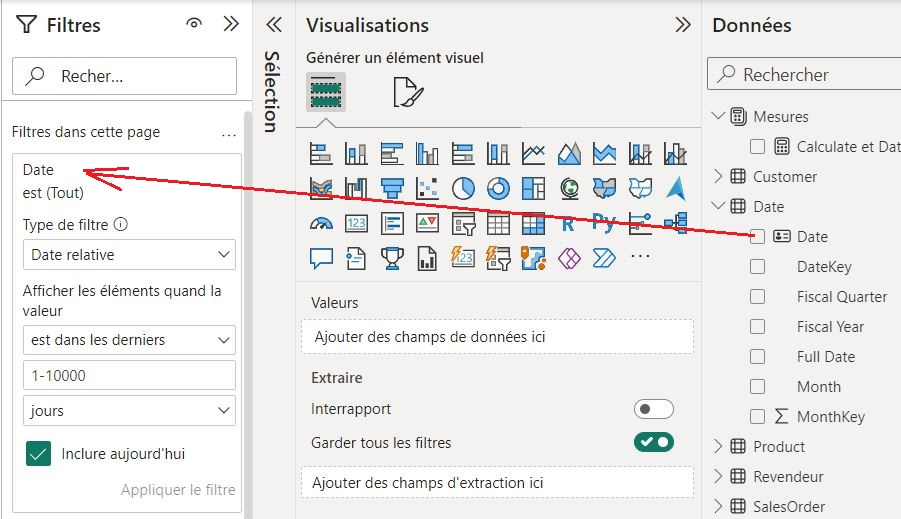 Filtres
Recher...
Filtres dans cette page
...
Date
est (Tout)
Type de filtre
Date relative
Afficher les éléments quand la
valeur
est dans les derniers
1-10000
jours
Inclure aujourd'hui
Appliquer le filtre
Sélection
Visualisations
Générer un élément visuel
123
R
Py
123
...
Valeurs
Ajouter des champs de données ici
Extraire
Interrapport
Garder tous les filtres
Ajouter des champs d'extraction ici
Données
Rechercher
Mesures
Calculate et Dat
Customer
Date
Date
DateKey
Fiscal Quarter
Fiscal Year
Full Date
Month
∑ MonthKey
Product
Revendeur
SalesOrder